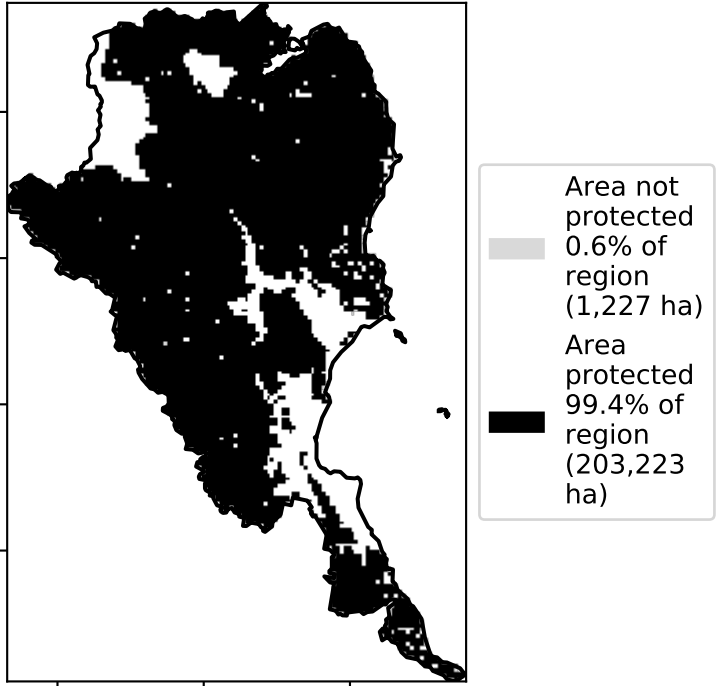 Area not
protected
0.6% of
region
(1,227 ha)
Area
protected
99.4% of
region
(203,223
ha)